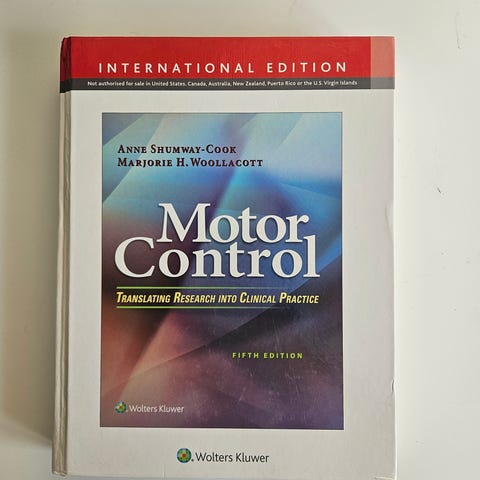 INTERNATIONAL EDITION
Not authorised for sale in United States, Canada, Australia, New Zealand, Puerto Rico or the U.S. Virgin Islands
ANNE SHUMWAY-COOK
MARJORIE H. WOOLLACOTT
Motor
Control
TRANSLATING RESEARCH INTO CLINICAL PRACTICE
FIFTH EDITION
Wolters Kluwer
Wolters Kluwer